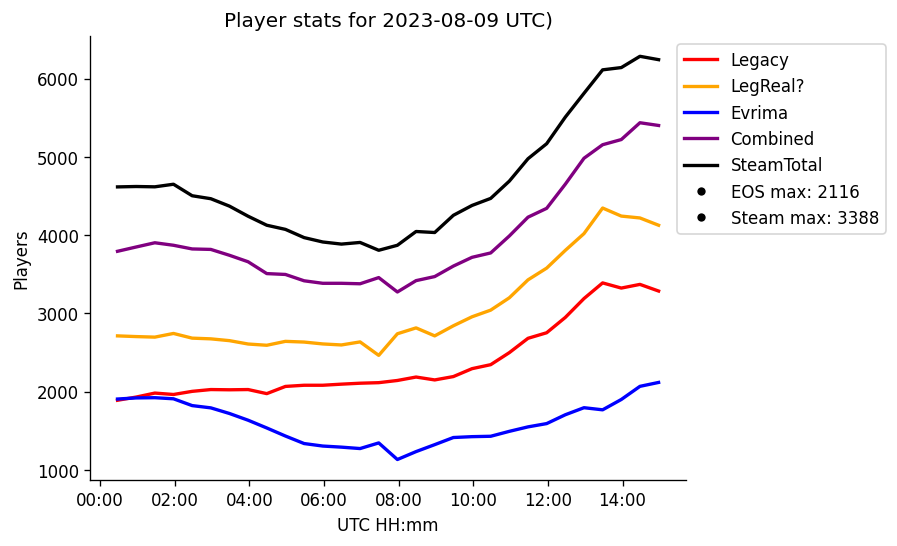 Player stats for 2023-08-09 UTC)
Legacy
LegReal?
Evrima
Combined
SteamTotal
EOS max: 2116
Steam max: 3388
6000
5000
4000
3000
2000
1000
Players
00:00 02:00 04:00 06:00 08:00 10:00 12:00 14:00
UTC HH:mm